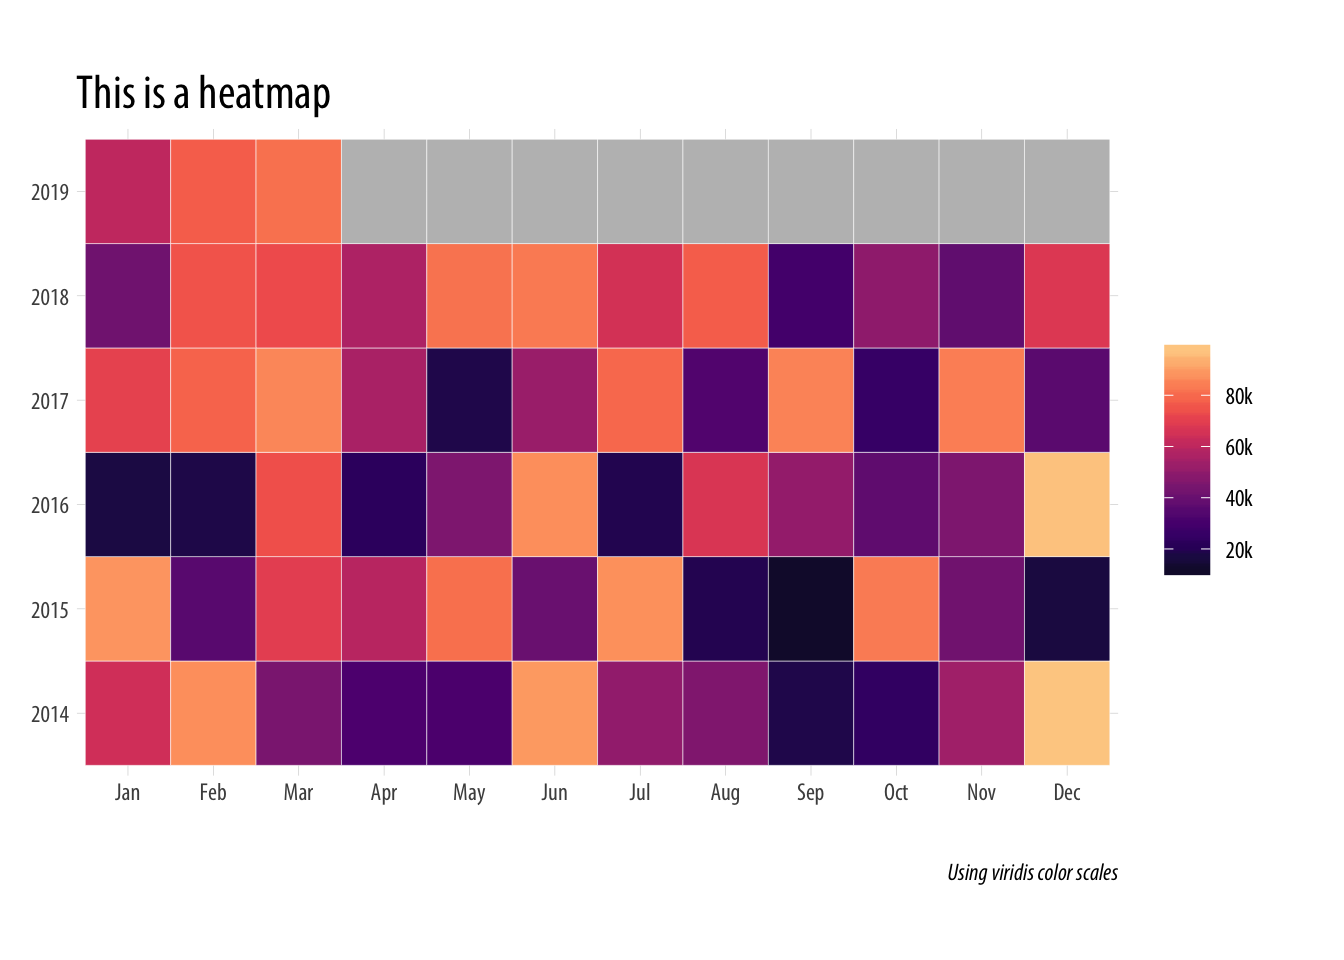 This is a heatmap
2019
2018
2017
2016
2015
2014
Jan Feb Mar Apr May Jun Jul Aug Sep Oct Nov Dec
80k
60k
40k
20k
Using viridis color scales